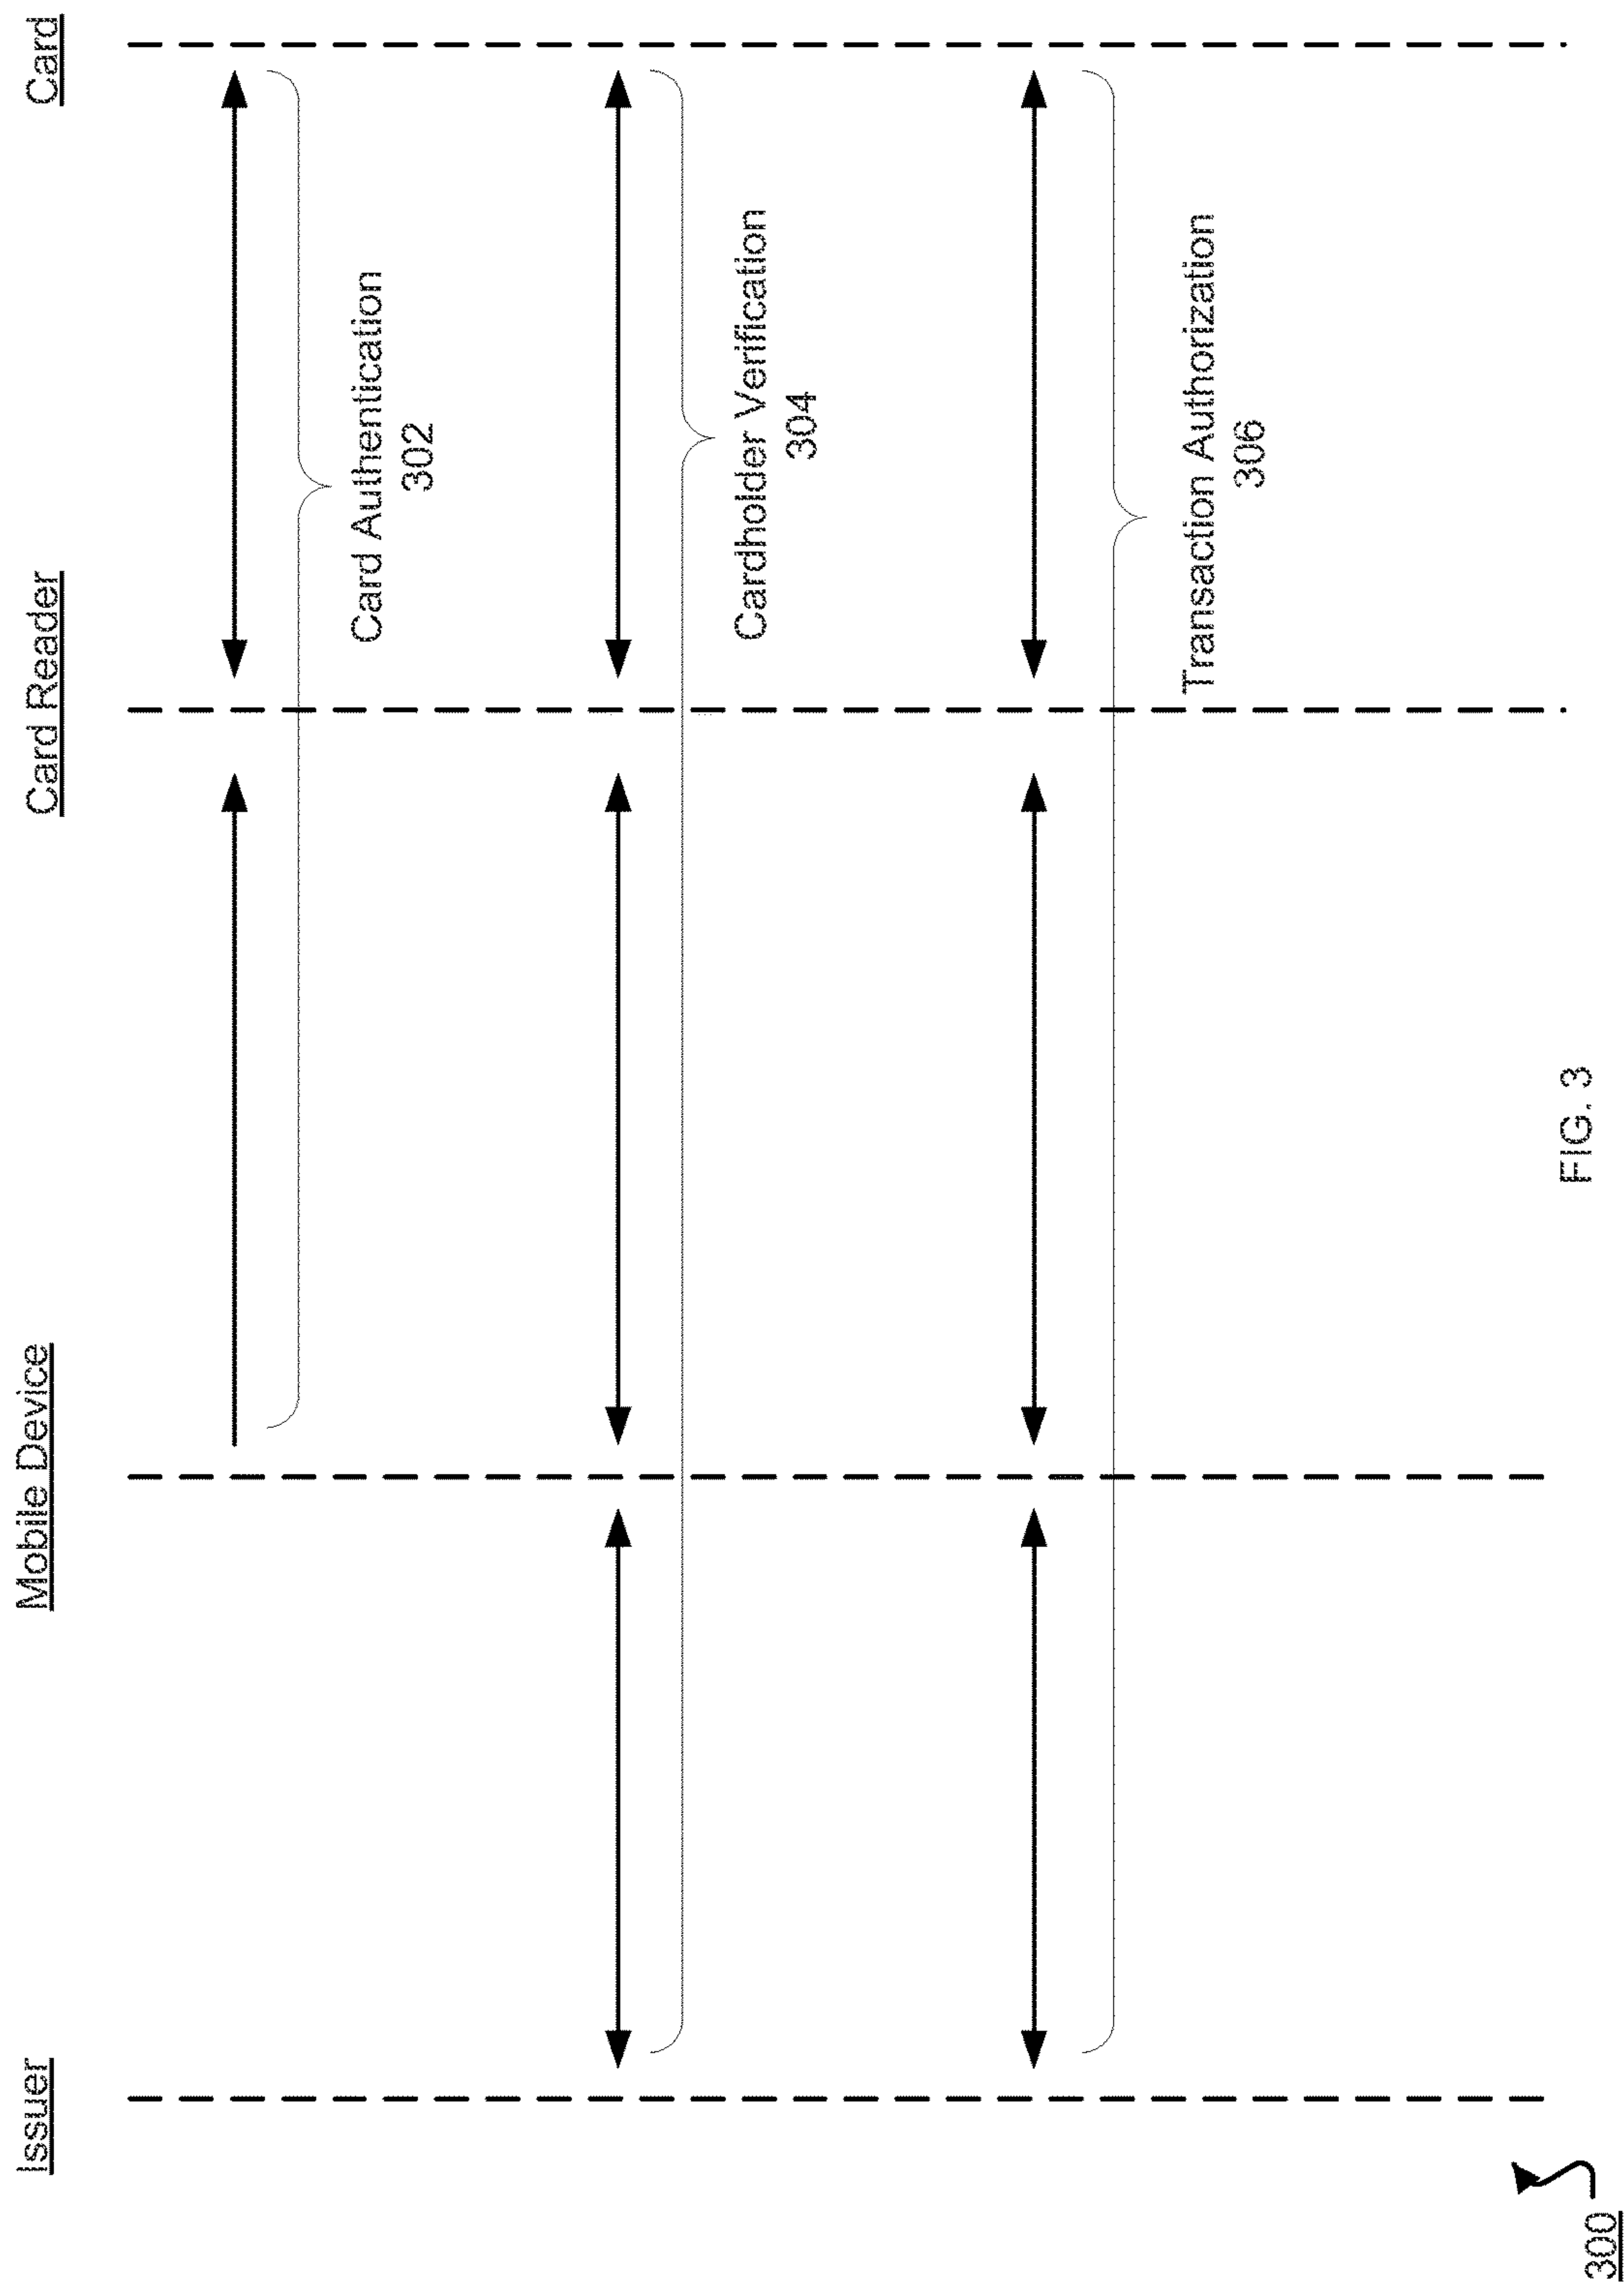 Issuer
Mobile Device
Card Reader
Card
Card Authentication
302
Cardholder Verification
304
Transaction Authorization
306
300
FIG. 3